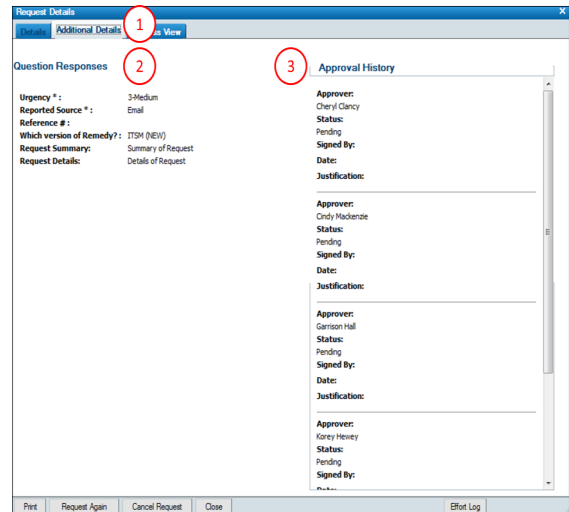 Request Details X
Details Additional Details 1 ss View
Question Responses 2
Urgency * : 3-Medium
Reported Source * : Email
Reference # :
Which version of Remedy? : ITSM (NEW)
Request Summary: Summary of Request
Request Details: Details of Request
3 Approval History
Approver:
Cheryl Clancy
Status:
Pending
Signed By:
Date:
Justification:
Approver:
Cindy Mackenzie
Status:
Pending
Signed By:
Date:
Justification:
Approver:
Garrison Hall
Status:
Pending
Signed By:
Date:
Justification:
Approver:
Korey Hewey
Status:
Pending
Signed By:
Print Request Again Cancel Request Close Effort Log